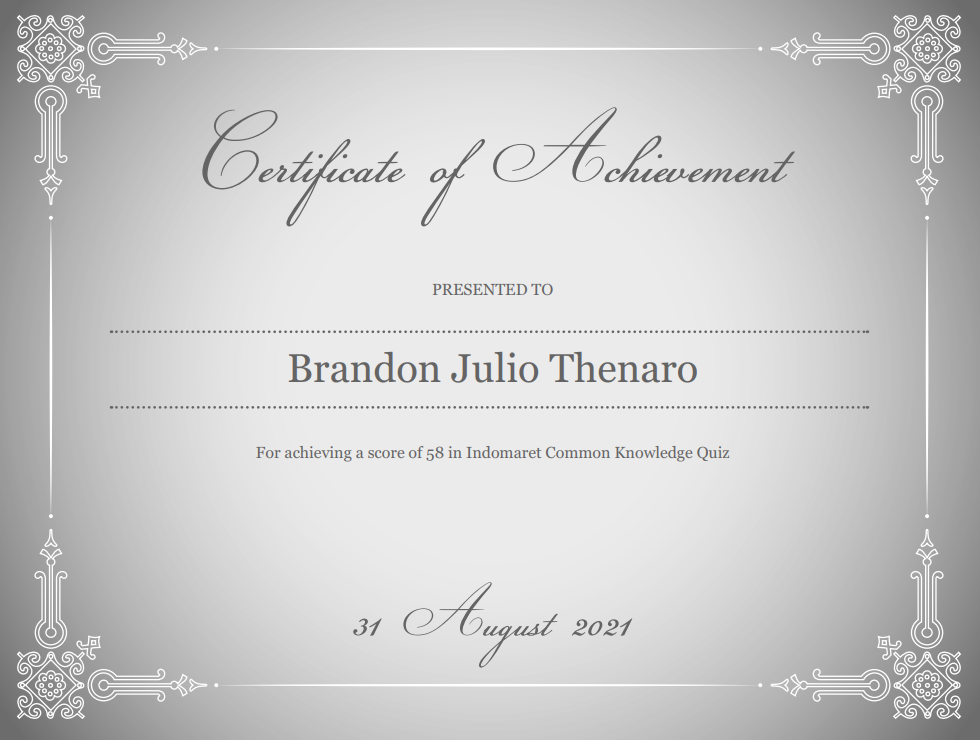 Certificate of Achievement
PRESENTED TO
Brandon Julio Thenaro
For achieving a score of 58 in Indomaret Common Knowledge Quiz
31 August 2021